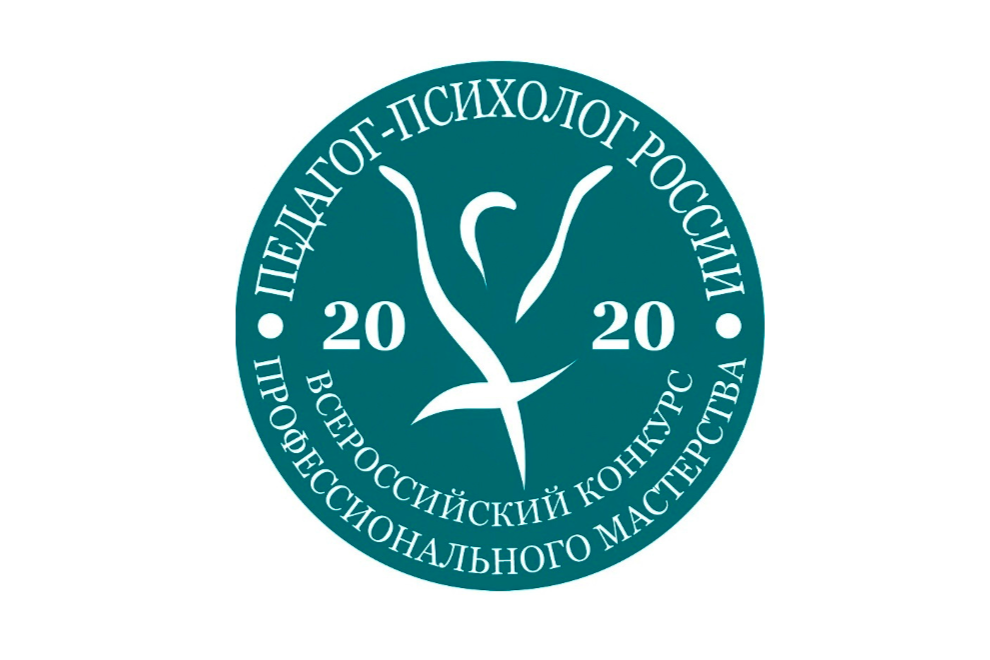 ПЕДАГОГ-ПСИХОЛОГ РОССИИ
20 20
ВСЕРОССИЙСКИЙ КОНКУРС
ПРОФЕССИОНАЛЬНОГО МАСТЕРСТВА